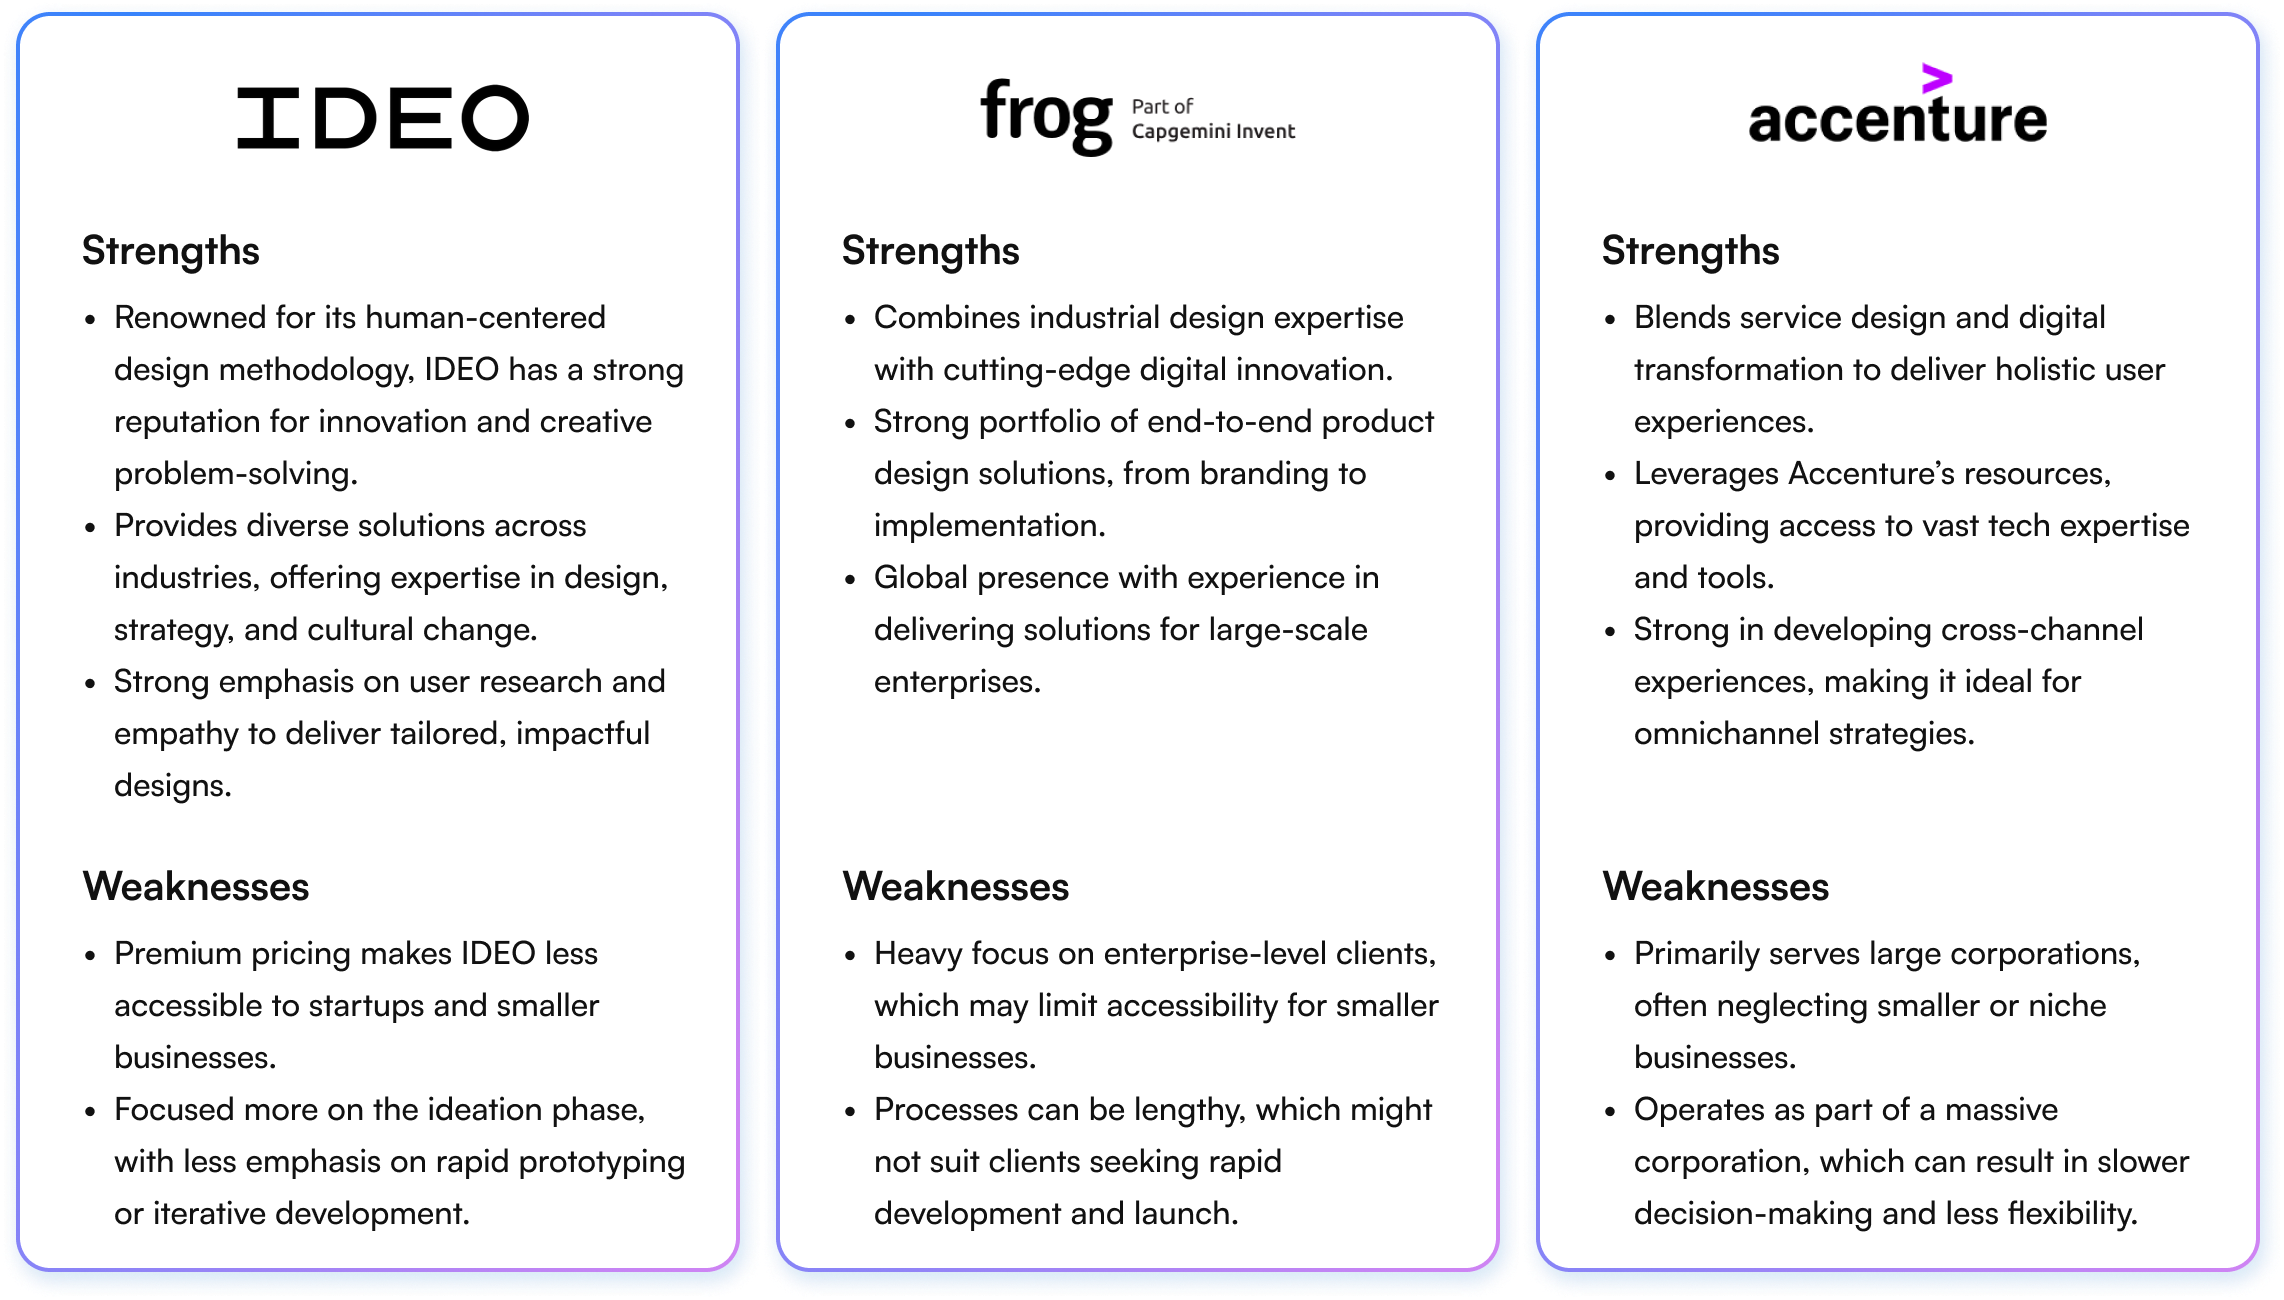 IDEO
Strengths
• Renowned for its human-centered
design methodology, IDEO has a strong
reputation for innovation and creative
problem-solving.
• Provides diverse solutions across
industries, offering expertise in design,
strategy, and cultural change.
• Strong emphasis on user research and
empathy to deliver tailored, impactful
designs.
Weaknesses
• Premium pricing makes IDEO less
accessible to startups and smaller
businesses.
• Focused more on the ideation phase,
with less emphasis on rapid prototyping
or iterative development.
frog
Part of
Capgemini Invent
Strengths
• Combines industrial design expertise
with cutting-edge digital innovation.
• Strong portfolio of end-to-end product
design solutions, from branding to
implementation.
• Global presence with experience in
delivering solutions for large-scale
enterprises.
Weaknesses
• Heavy focus on enterprise-level clients,
which may limit accessibility for smaller
businesses.
• Processes can be lengthy, which might
not suit clients seeking rapid
development and launch.
>
accenture
Strengths
• Blends service design and digital
transformation to deliver holistic user
experiences.
• Leverages Accenture’s resources,
providing access to vast tech expertise
and tools.
• Strong in developing cross-channel
experiences, making it ideal for
omnichannel strategies.
Weaknesses
• Primarily serves large corporations,
often neglecting smaller or niche
businesses.
• Operates as part of a massive
corporation, which can result in slower
decision-making and less flexibility.